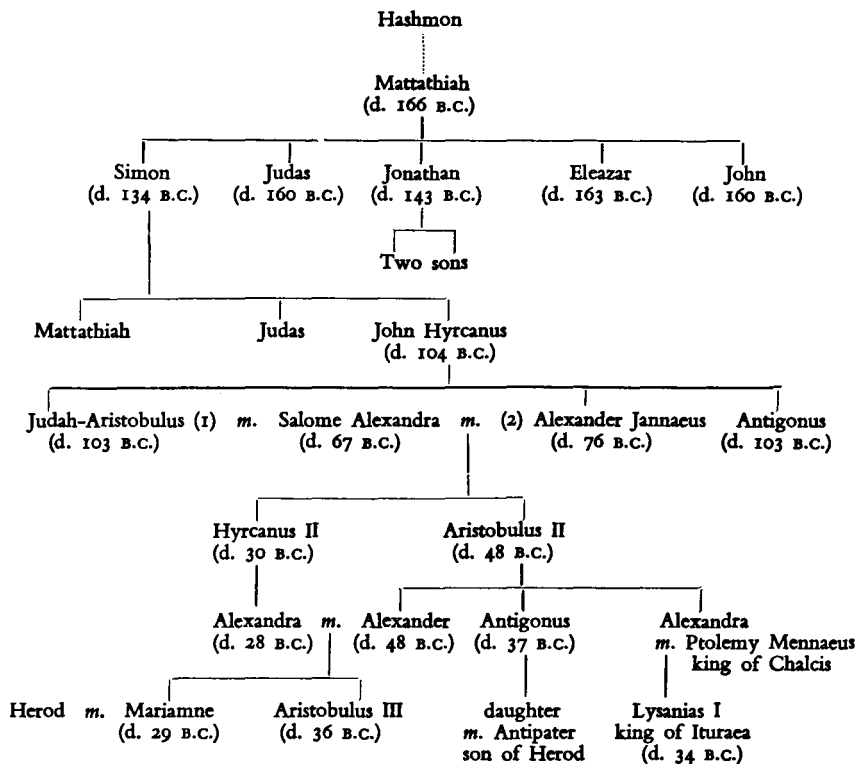 Hashmon
Mattathiah
(d. 166 B.C.)
Simon Judas Jonathan Eleazar John
(d. 134 B.C.) (d. 160 B.C.) (d. 143 B.C.) (d. 163 B.C.) (d. 160 B.C.)
Two sons
Mattathiah Judas John Hyrcanus
(d. 104 B.C.)
Judah-Aristobulus (1) m. Salome Alexandra m. (2) Alexander Jannaeus Antigonus
(d. 103 B.C.) (d. 67 B.C.) (d. 76 B.C.) (d. 103 B.C.)
Hyrcanus II Aristobulus II
(d. 30 B.C.) (d. 48 B.C.)
Alexandra m. Alexander Antigonus Alexandra
(d. 28 B.C.) (d. 48 B.C.) (d. 37 B.C.) m. Ptolemy Mennaeus
king of Chalcis
Herod m. Mariamne Aristobulus III daughter Lysanias I
(d. 29 B.C.) (d. 36 B.C.) m. Antipater king of Ituraea
son of Herod (d. 34 B.C.)